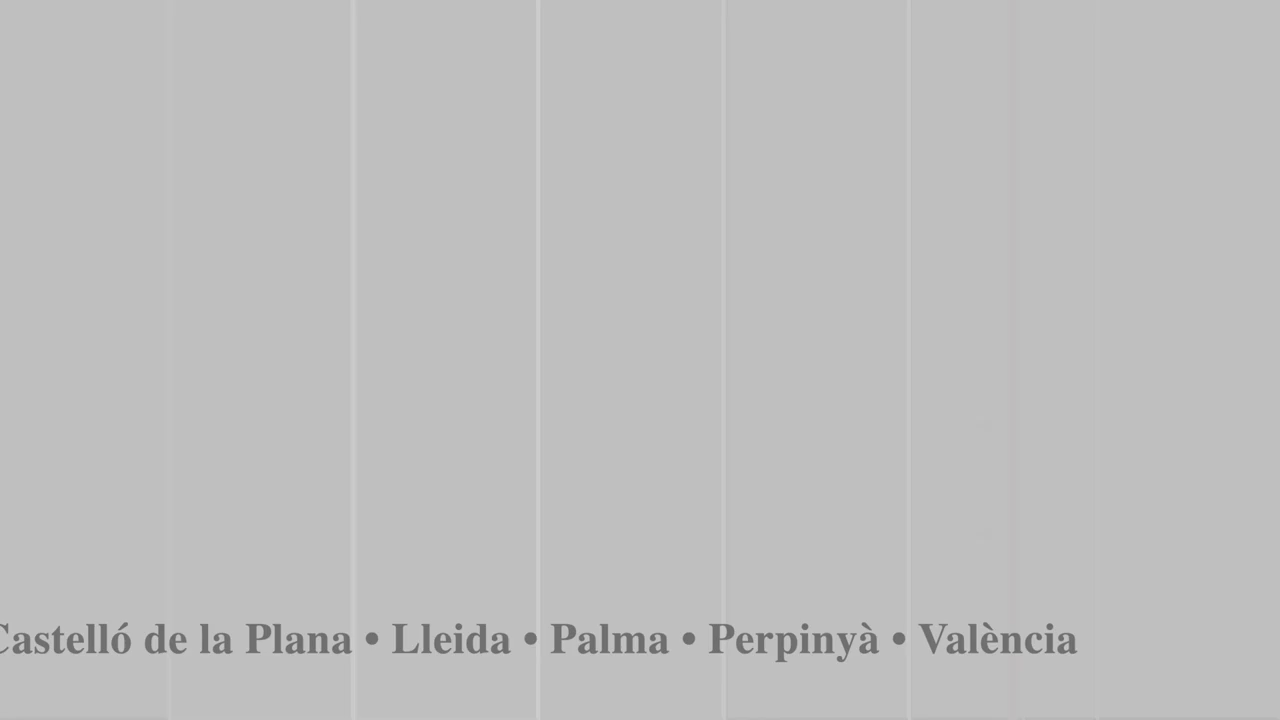 Castelló de la Plana • Lleida • Palma • Perpinyà • València